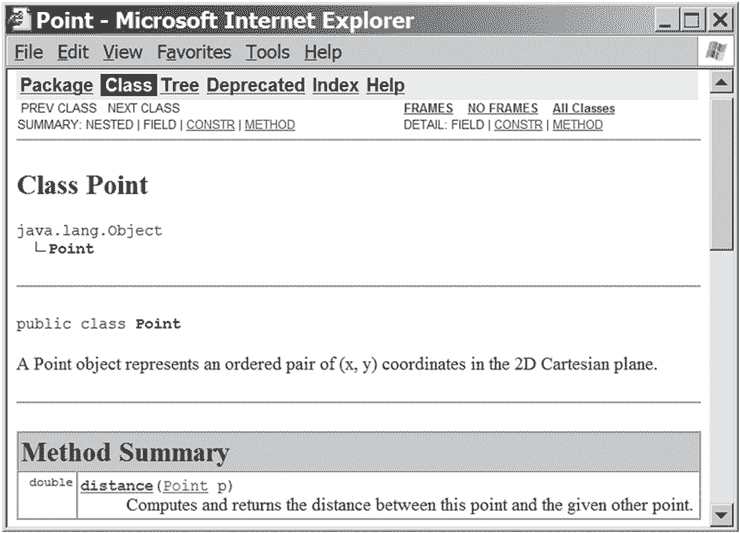 Point - Microsoft Internet Explorer
File Edit View Favorites Tools Help
Package Class Tree Deprecated Index Help
PREV CLASS NEXT CLASS FRAMES NO FRAMES All Classes
SUMMARY: NESTED | FIELD | CONSTR | METHOD DETAIL: FIELD | CONSTR | METHOD
Class Point
java.lang.Object
Point
public class Point
A Point object represents an ordered pair of (x, y) coordinates in the 2D Cartesian plane.
Method Summary
double distance(Point p)
Computes and returns the distance between this point and the given other point.